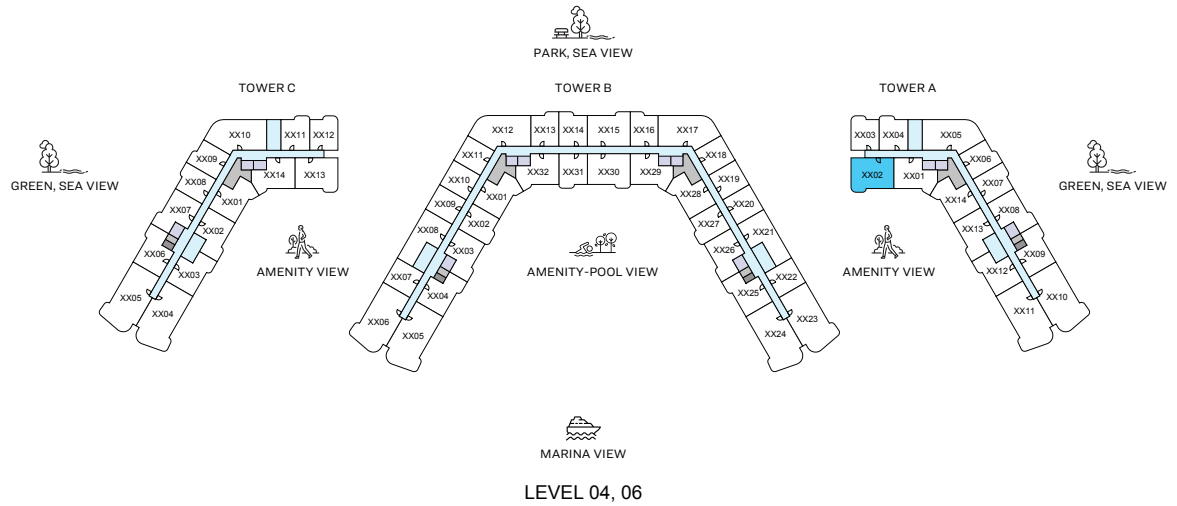 PARK, SEA VIEW
TOWER C
TOWER B
TOWER A
XX10
XX11
XX12
XX09
XX08
XX14
XX13
XX01
XX07
XX02
XX06
XX03
XX05
XX04
XX12
XX13
XX14
XX15
XX16
XX17
XX11
XX32
XX31
XX30
XX29
XX18
XX10
XX01
XX28
XX19
XX09
XX02
XX27
XX20
XX08
XX03
XX26
XX21
XX07
XX04
XX25
XX22
XX06
XX05
XX24
XX23
XX03
XX04
XX05
XX02
XX01
XX06
XX14
XX07
XX13
XX08
XX12
XX09
XX11
XX10
GREEN, SEA VIEW
GREEN, SEA VIEW
AMENITY VIEW
AMENITY-POOL VIEW
AMENITY VIEW
MARINA VIEW
LEVEL 04, 06